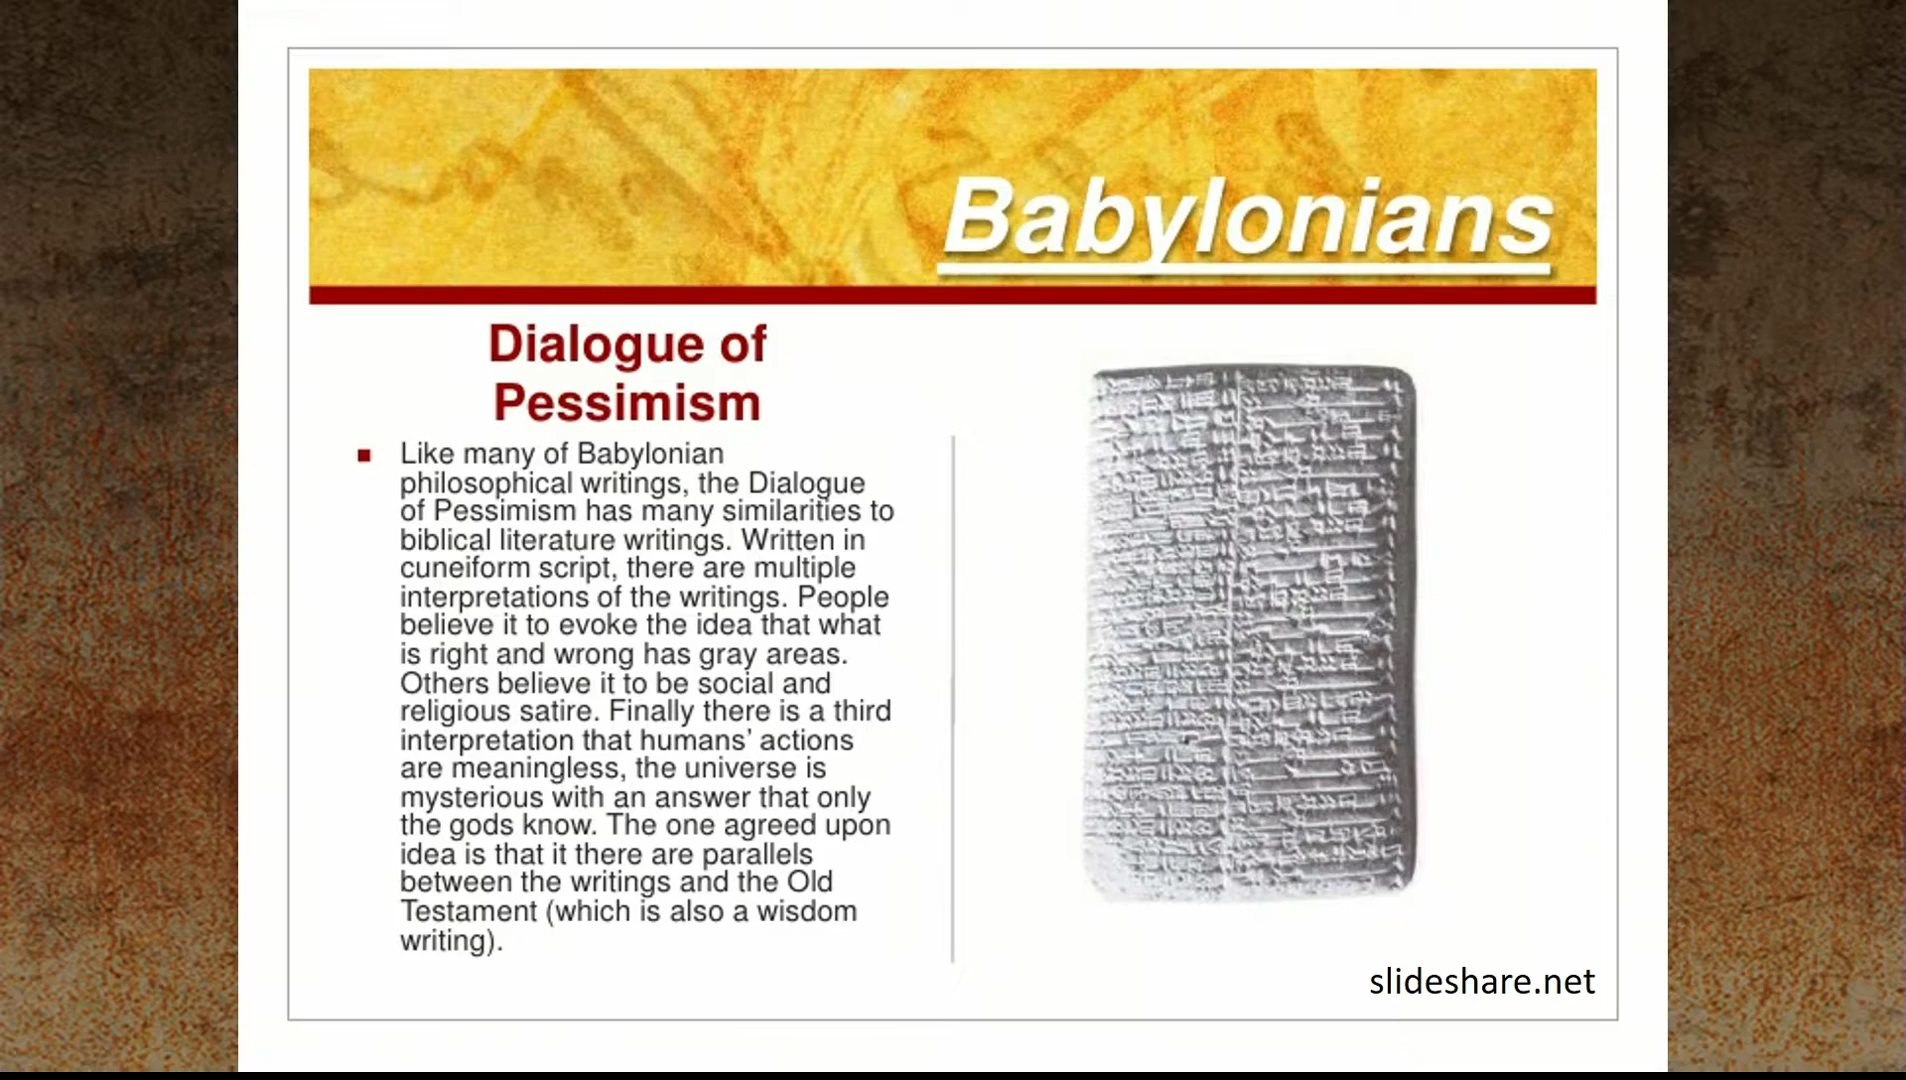 Babylonians
Dialogue of
Pessimism
Like many of Babylonian
philosophical writings, the Dialogue
of Pessimism has many similarities to
biblical literature writings. Written in
cuneiform script, there are multiple
interpretations of the writings. People
believe it to evoke the idea that what
is right and wrong has gray areas.
Others believe it to be social and
religious satire. Finally there is a third
interpretation that humans’ actions
are meaningless, the universe is
mysterious with an answer that only
the gods know. The one agreed upon
idea is that it there are parallels
between the writings and the Old
Testament (which is also a wisdom
writing).
slideshare.net